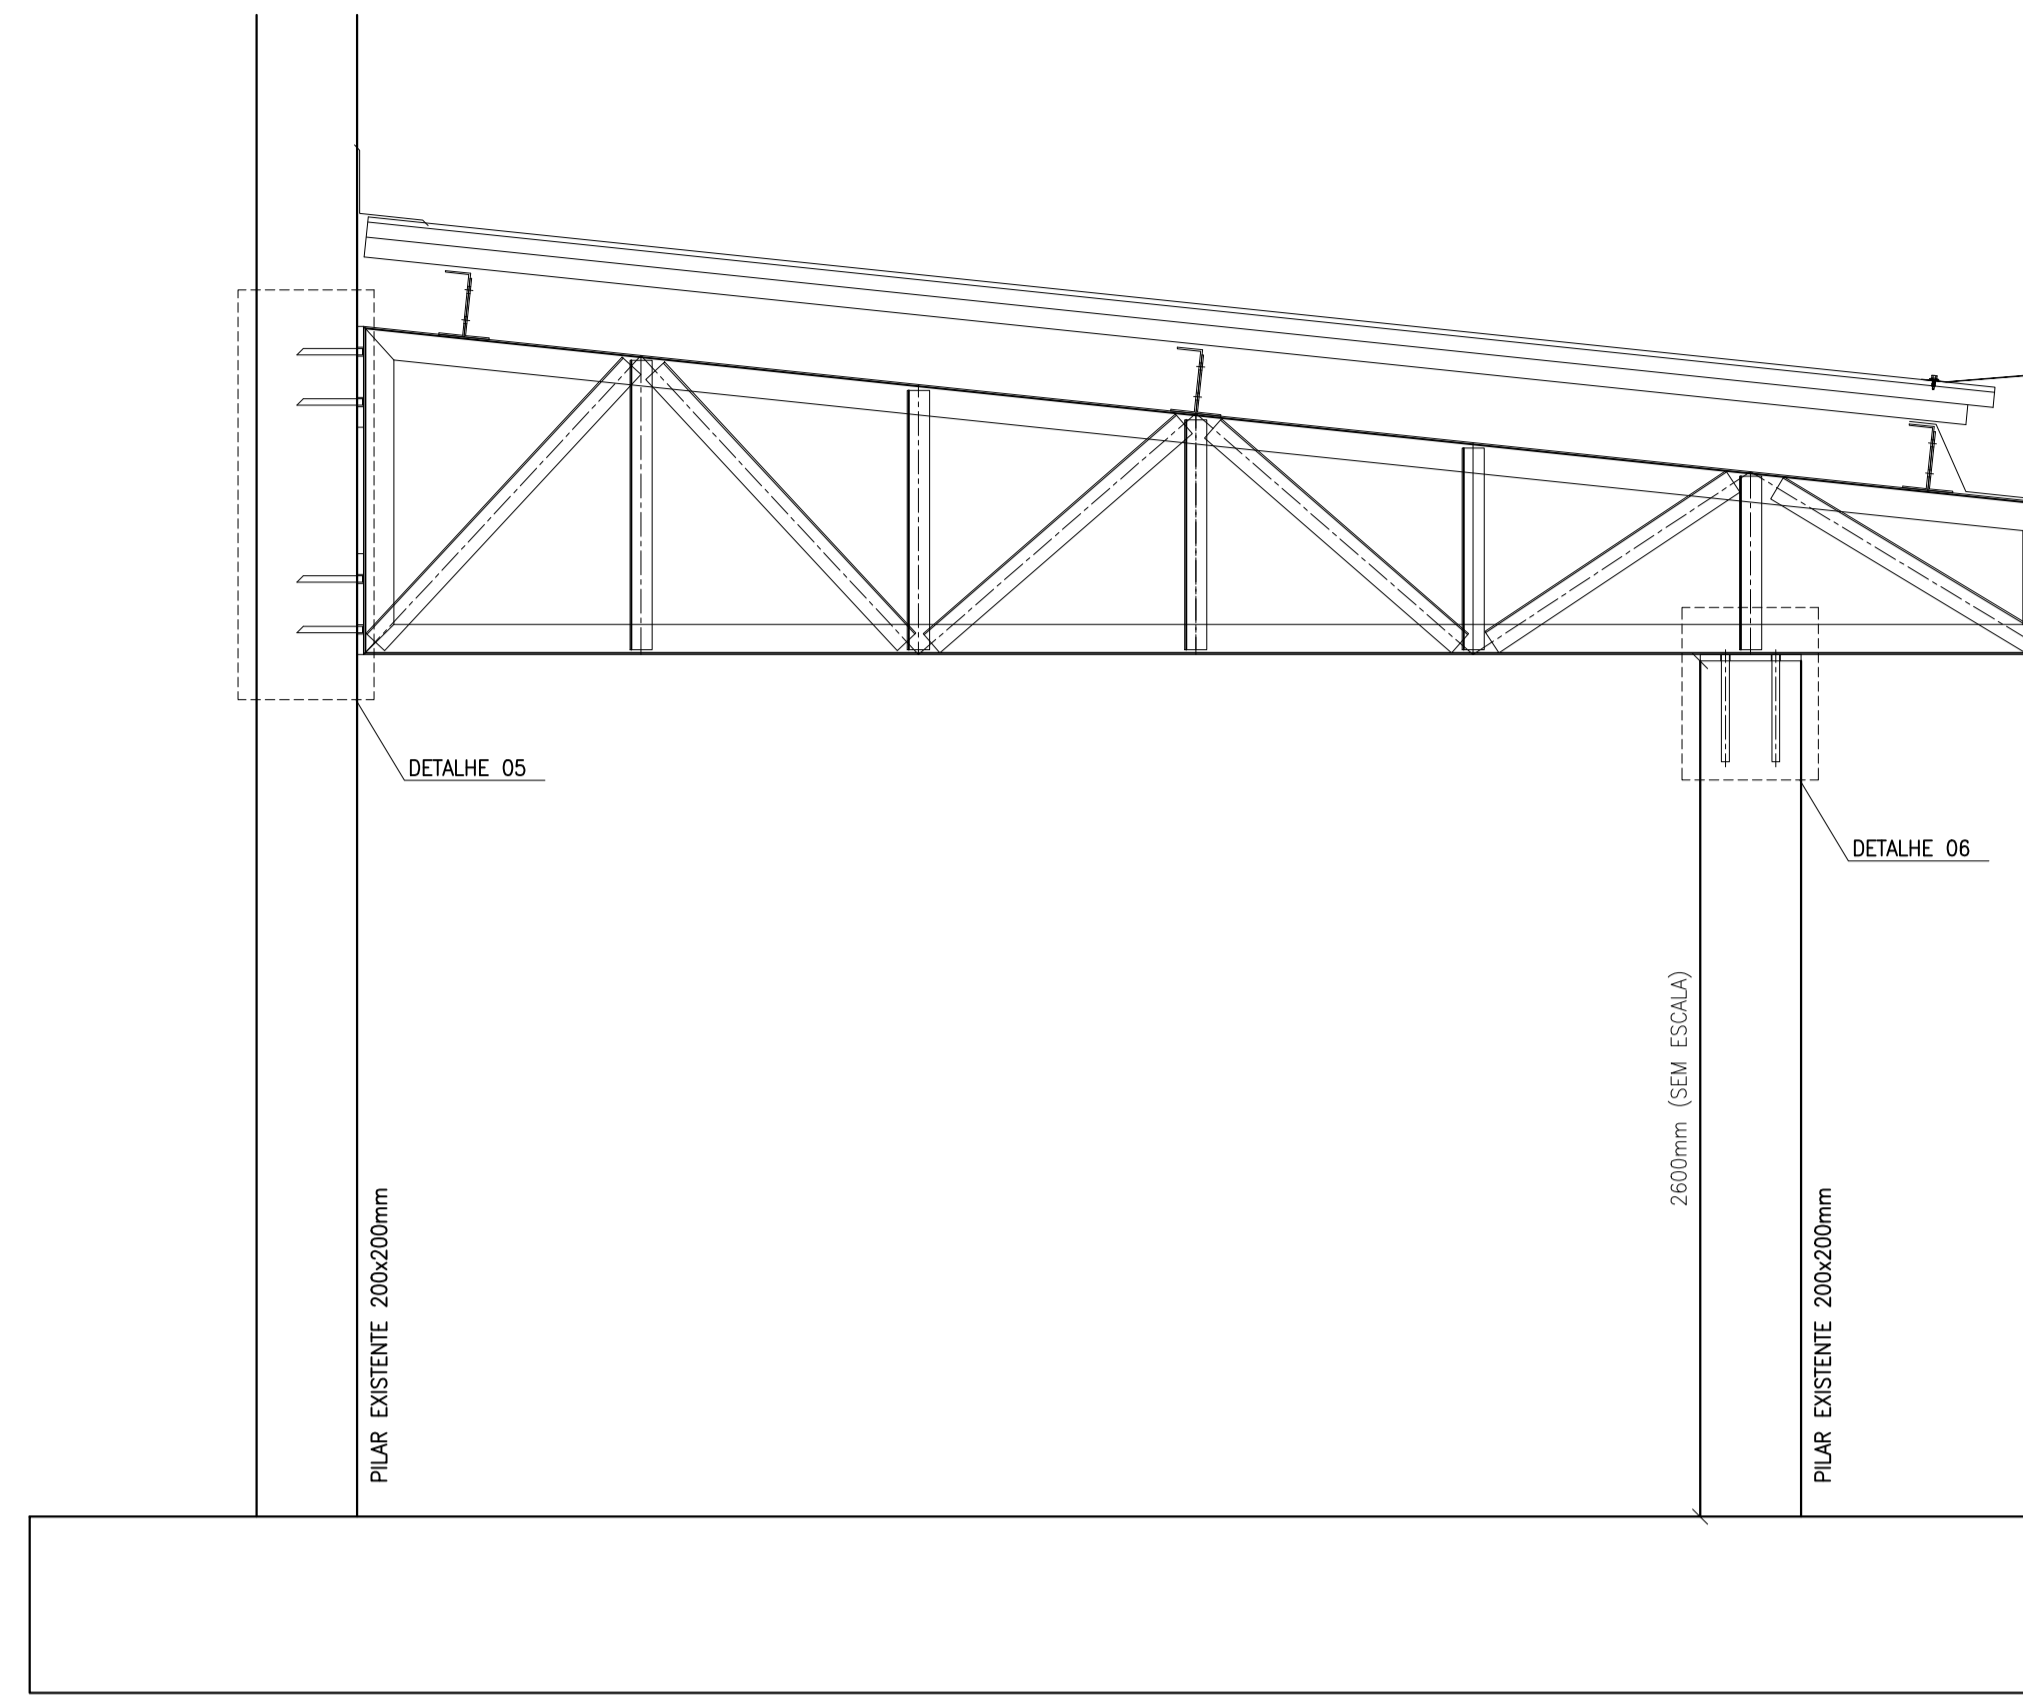 DETALHE 05
DETALHE 06
2600mm (SEM ESCALA)
PILAR EXISTENTE 200x200mm
PILAR EXISTENTE 200x200mm